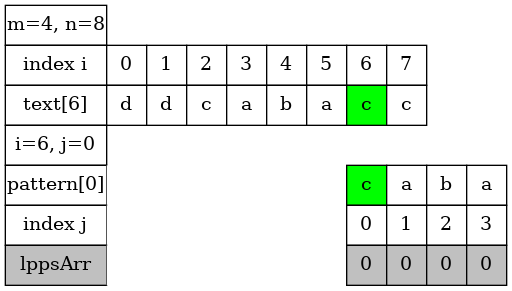 m=4, n=8
index i 0 1 2 3 4 5 6 7
text[6] d d c a b a c c
i=6, j=0
pattern[0] c a b a
index j 0 1 2 3
lppsArr 0 0 0 0